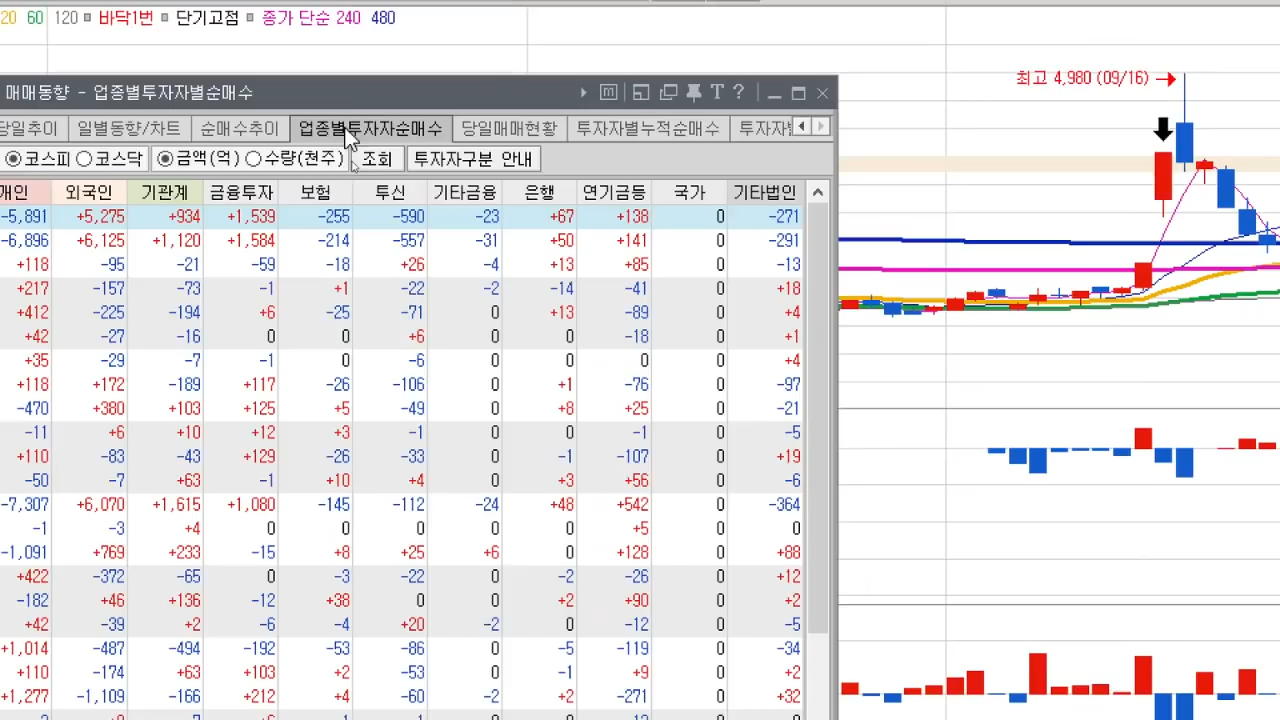 20 60 120 바닥1번 단기고점 종가 단순 240 480
최고 4,980 (09/16)
매매동향 - 업종별투자자별순매수
당일추이 일별동향/차트 순매수추이 업종별투자자순매수 당일매매현황 투자자별누적순매수 투자자별
코스피 코스닥 금액(억) 수량(천주) 조회 투자자구분 안내
개인 외국인 기관계 금융투자 보험 투신 기타금융 은행 연기금등 국가 기타법인
-5,891 +5,275 +934 +1,539 -255 -590 -23 +67 +138 0 -271
-6,896 +6,125 +1,120 +1,584 -214 -557 -31 +50 +141 0 -291
+118 -95 -21 -59 -18 +26 -4 +13 +85 0 -13
+217 -157 -73 -1 +1 -22 -2 -14 -41 0 +18
+412 -225 -194 +6 -25 -71 0 +13 -89 0 +4
+42 -27 -16 0 0 +6 0 0 -18 0 +1
+35 -29 -7 -1 0 -6 0 0 0 0 +4
+118 +172 -189 +117 -26 -106 0 +1 -76 0 -97
-470 +380 +103 +125 +5 -49 0 +8 +25 0 -21
-11 +6 +10 +12 +3 -1 0 0 -1 0 -5
+110 -83 -43 +129 -26 -33 0 -1 -107 0 +19
-50 -7 +63 -1 +10 +4 0 +3 +56 0 -6
-7,307 +6,070 +1,615 +1,080 -145 -112 -24 +48 +542 0 -364
-1 -3 +4 0 0 0 0 0 +5 0 0
-1,091 +769 +233 -15 +8 +25 +6 0 +128 0 +88
+422 -372 -65 0 -3 -22 0 -2 -26 0 +12
-182 +46 +136 -12 +38 0 0 +2 +90 0 +2
+42 -39 +2 -6 -4 +20 -2 0 -12 0 -5
+1,014 -487 -494 -192 -53 -86 0 -5 -119 0 -34
+110 -174 +63 +103 +2 -53 0 -1 +9 0 +2
+1,277 -1,109 -166 +212 +4 -60 -2 +2 -271 0 +32